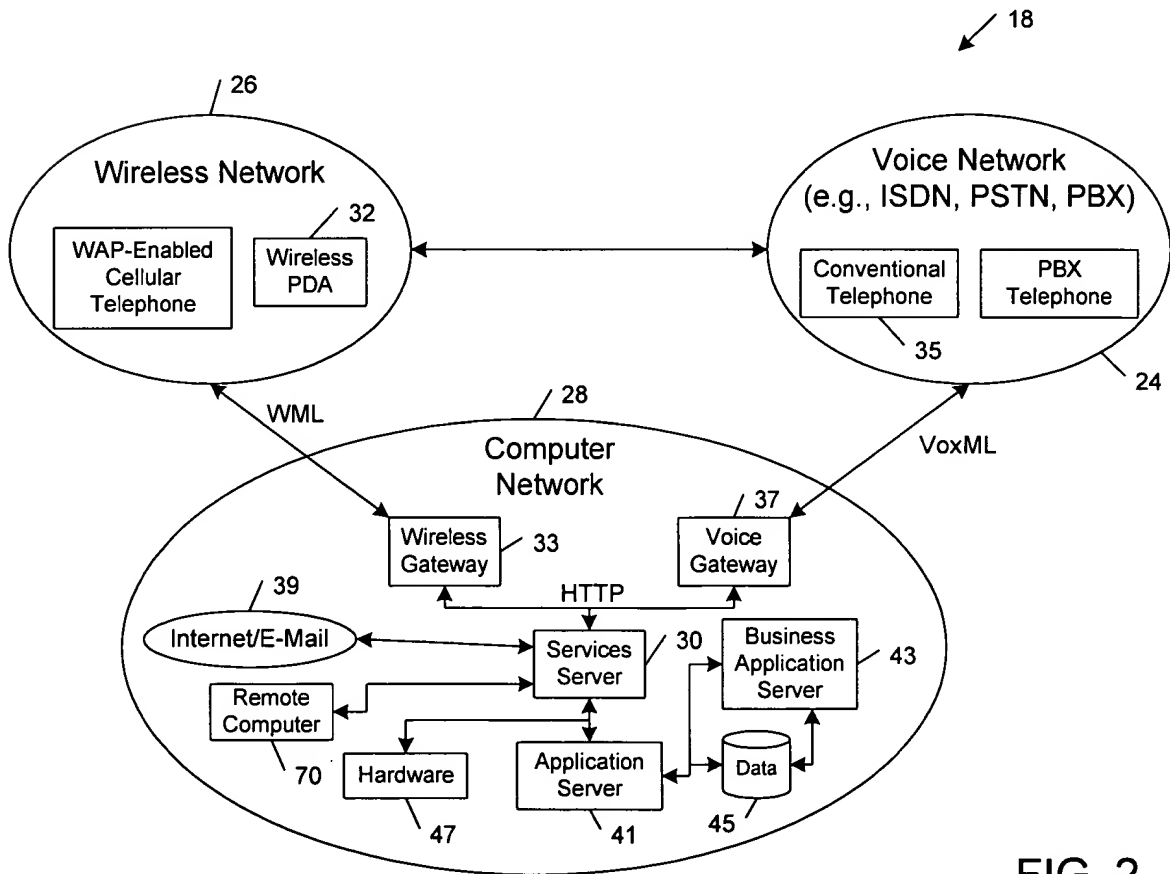 18
26
Wireless Network
32
WAP-Enabled
Cellular
Telephone
Wireless
PDA
Voice Network
(e.g., ISDN, PSTN, PBX)
Conventional
Telephone
PBX
Telephone
35
24
WML
28
VoxML
Computer
Network
37
Wireless
Gateway
33
Voice
Gateway
HTTP
39
Internet/E-Mail
Services
Server
30
Business
Application
Server
43
Remote
Computer
70
Hardware
47
Application
Server
41
Data
45
FIG. 2